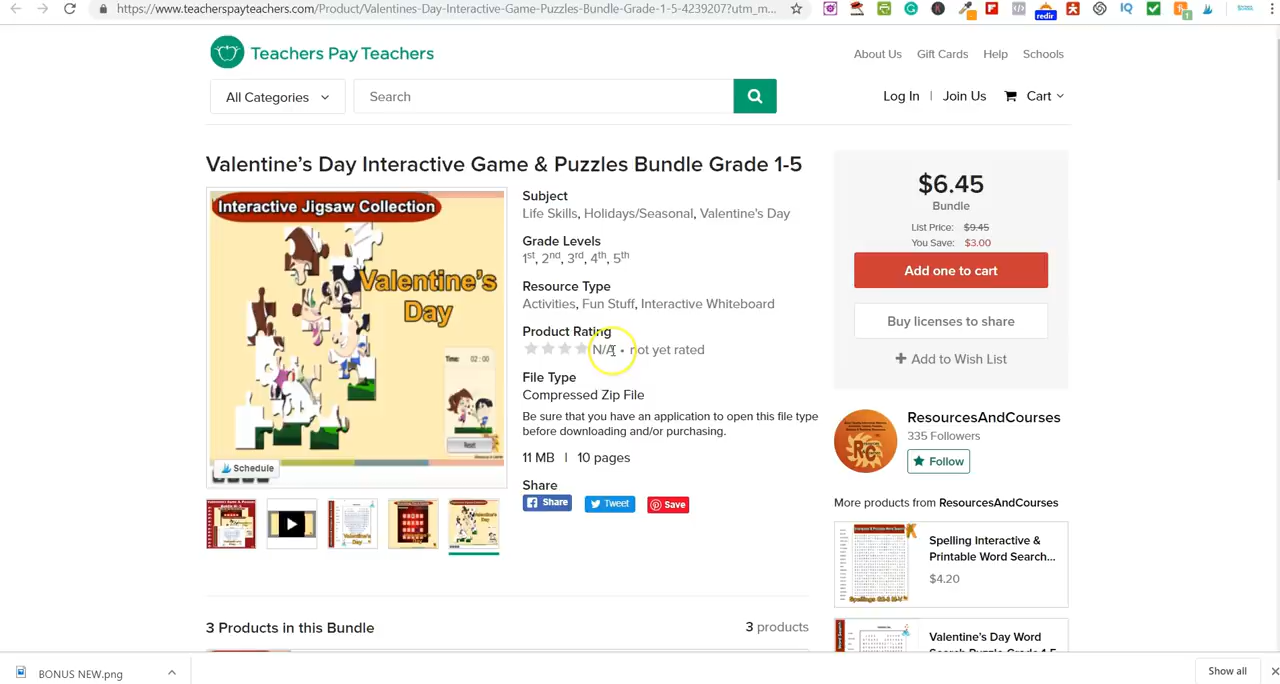 https://www.teacherspayteachers.com/Product/Valentines-Day-Interactive-Game-Puzzles-Bundle-Grade-1-5-4239207?utm_m...
redir
Teachers Pay Teachers
About Us
Gift Cards
Help
Schools
All Categories
Search
Log In | Join Us
Cart
Valentine's Day Interactive Game & Puzzles Bundle Grade 1-5
Interactive Jigsaw Collection
Valentine's
Day
Time: 02:00
Reset
Schedule
Subject
Life Skills, Holidays/Seasonal, Valentine's Day
Grade Levels
1st, 2nd, 3rd, 4th, 5th
Resource Type
Activities, Fun Stuff, Interactive Whiteboard
Product Rating
N/A • not yet rated
File Type
Compressed Zip File
Be sure that you have an application to open this file type
before downloading and/or purchasing.
11 MB | 10 pages
Share
Share
Tweet
Save
$6.45
Bundle
List Price: $9.45
You Save: $3.00
Add one to cart
Buy licenses to share
Add to Wish List
ResourcesAndCourses
335 Followers
Follow
More products from ResourcesAndCourses
Spelling Interactive &
Printable Word Search...
$4.20
Valentine's Day Word
Search Puzzle Grade 1-5
3 Products in this Bundle
3 products
BONUS NEW.png
Show all